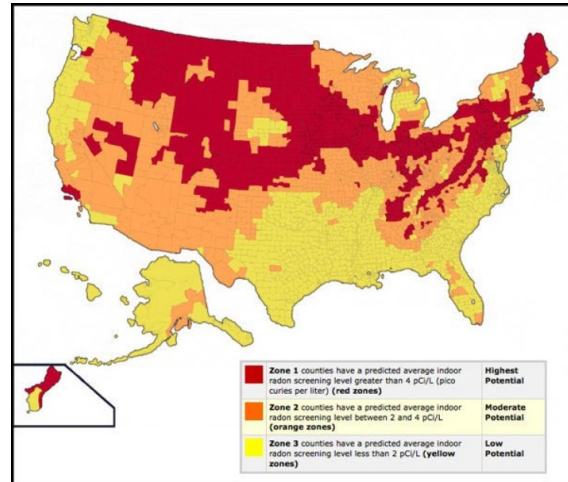 Zone 1 counties have a predicted average indoor
radon screening level greater than 4 pCi/L (pico
curies per liter) (red zones)
Highest
Potential
Zone 2 counties have a predicted average indoor
radon screening level between 2 and 4 pCi/L
(orange zones)
Moderate
Potential
Zone 3 counties have a predicted average indoor
radon screening level less than 2 pCi/L (yellow
zones)
Low
Potential